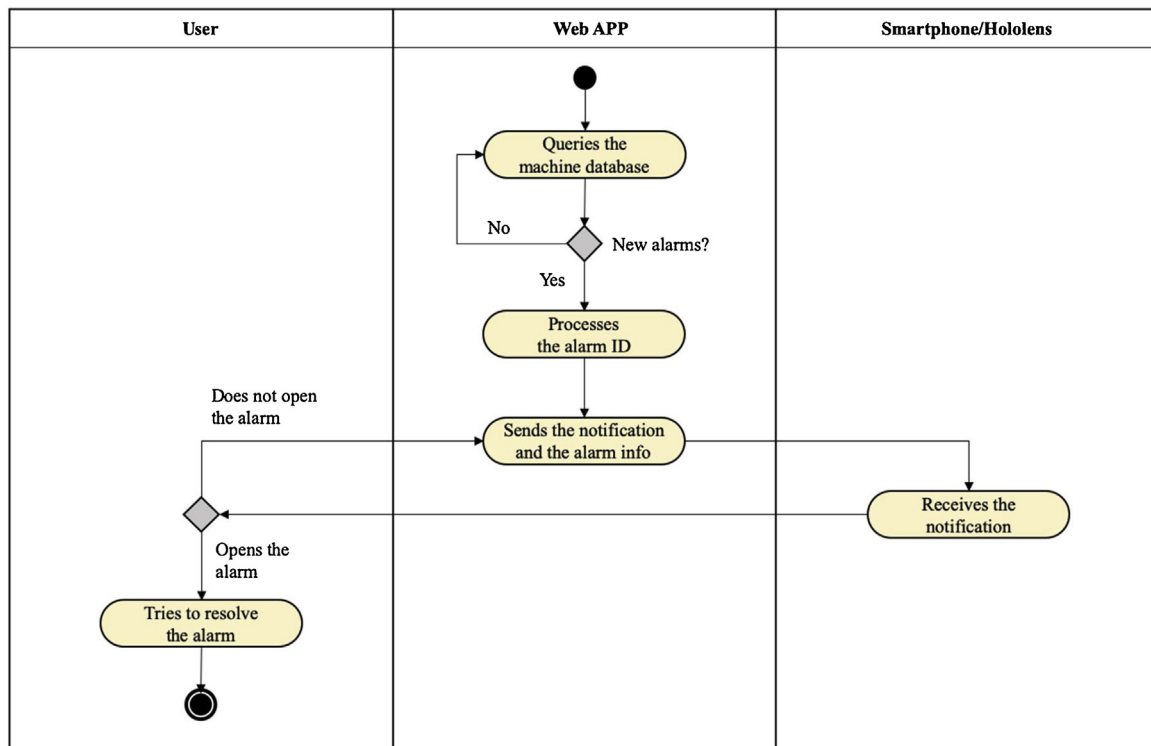 User
Web APP
Smartphone/Hololens
Queries the
machine database
No
New alarms?
Yes
Processes
the alarm ID
Does not open
the alarm
Sends the notification
and the alarm info
Receives the
notification
Opens the
alarm
Tries to resolve
the alarm